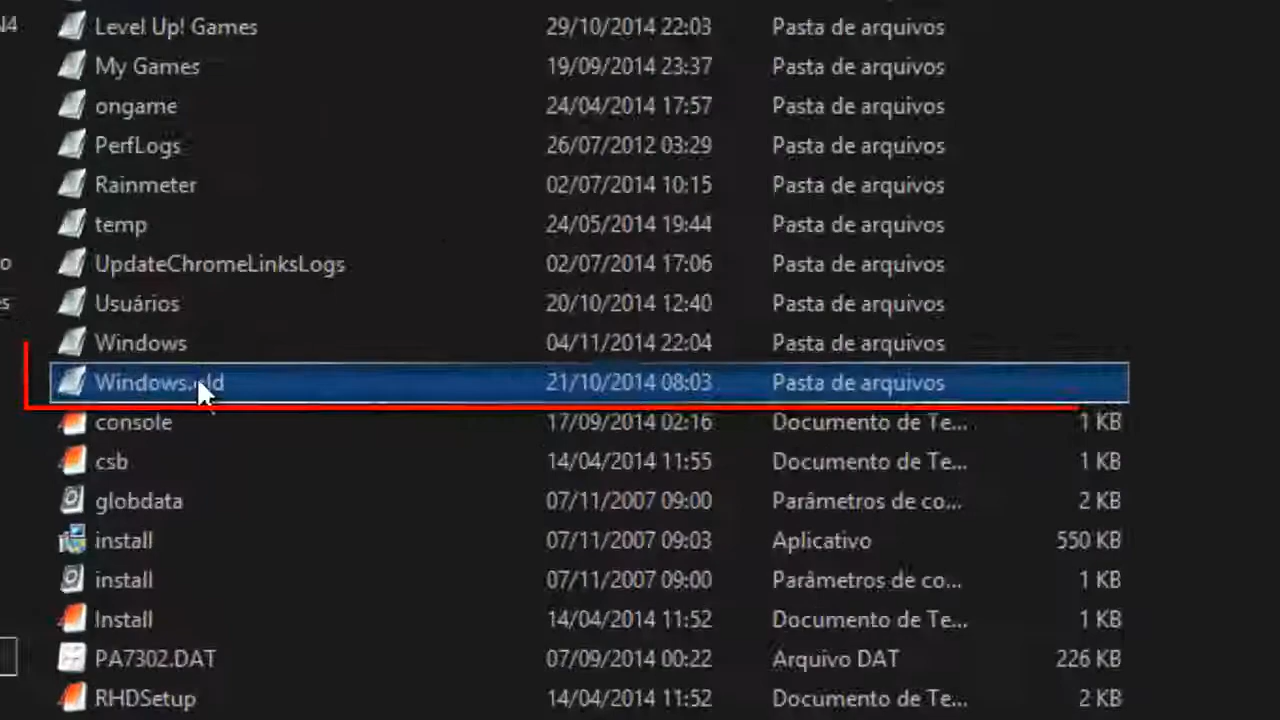 Level Up! Games 29/10/2014 22:03 Pasta de arquivos
My Games 19/09/2014 23:37 Pasta de arquivos
ongame 24/04/2014 17:57 Pasta de arquivos
PerfLogs 26/07/2012 03:29 Pasta de arquivos
Rainmeter 02/07/2014 10:15 Pasta de arquivos
temp 24/05/2014 19:44 Pasta de arquivos
UpdateChromeLinksLogs 02/07/2014 17:06 Pasta de arquivos
Usuários 20/10/2014 12:40 Pasta de arquivos
Windows 04/11/2014 22:04 Pasta de arquivos
Windows.old 21/10/2014 08:03 Pasta de arquivos
console 17/09/2014 02:16 Documento de Te... 1 KB
csb 14/04/2014 11:55 Documento de Te... 1 KB
globdata 07/11/2007 09:00 Parâmetros de co... 2 KB
install 07/11/2007 09:03 Aplicativo 550 KB
install 07/11/2007 09:00 Parâmetros de co... 1 KB
Install 14/04/2014 11:52 Documento de Te... 1 KB
PA7302.DAT 07/09/2014 00:22 Arquivo DAT 226 KB
RHDSetup 14/04/2014 11:52 Documento de Te... 2 KB